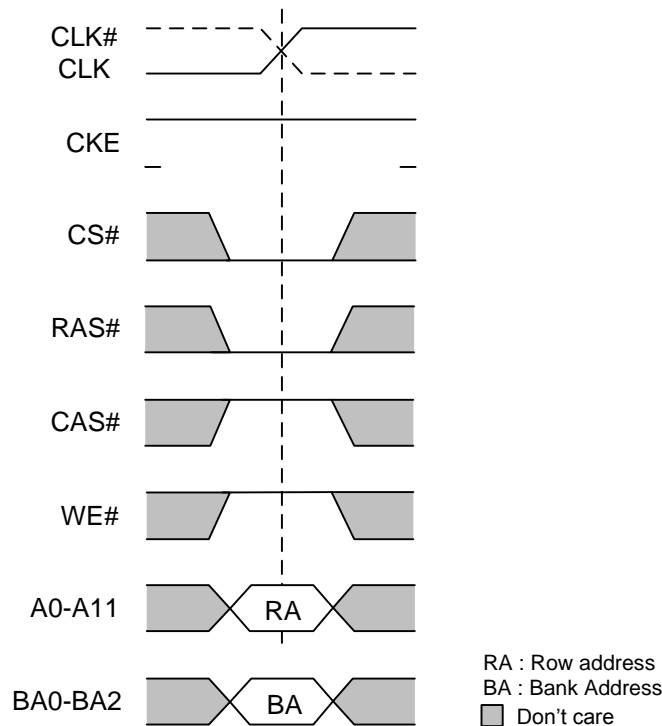 CLK#
CLK
CKE
CS#
RAS#
CAS#
WE#
A0-A11
RA
BA0-BA2
BA
RA : Row address
BA : Bank Address
Don't care